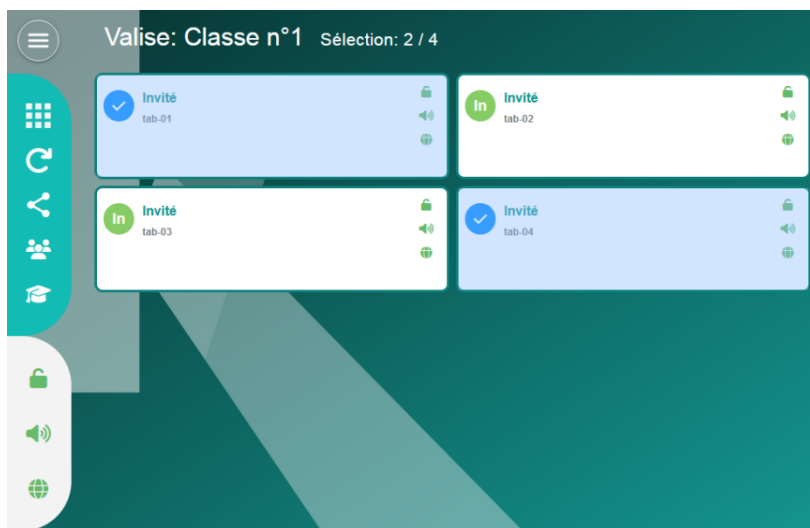 Valise: Classe n°1 Sélection: 2 / 4
Invité
tab-01
In
Invité
tab-02
In
Invité
tab-03
Invité
tab-04